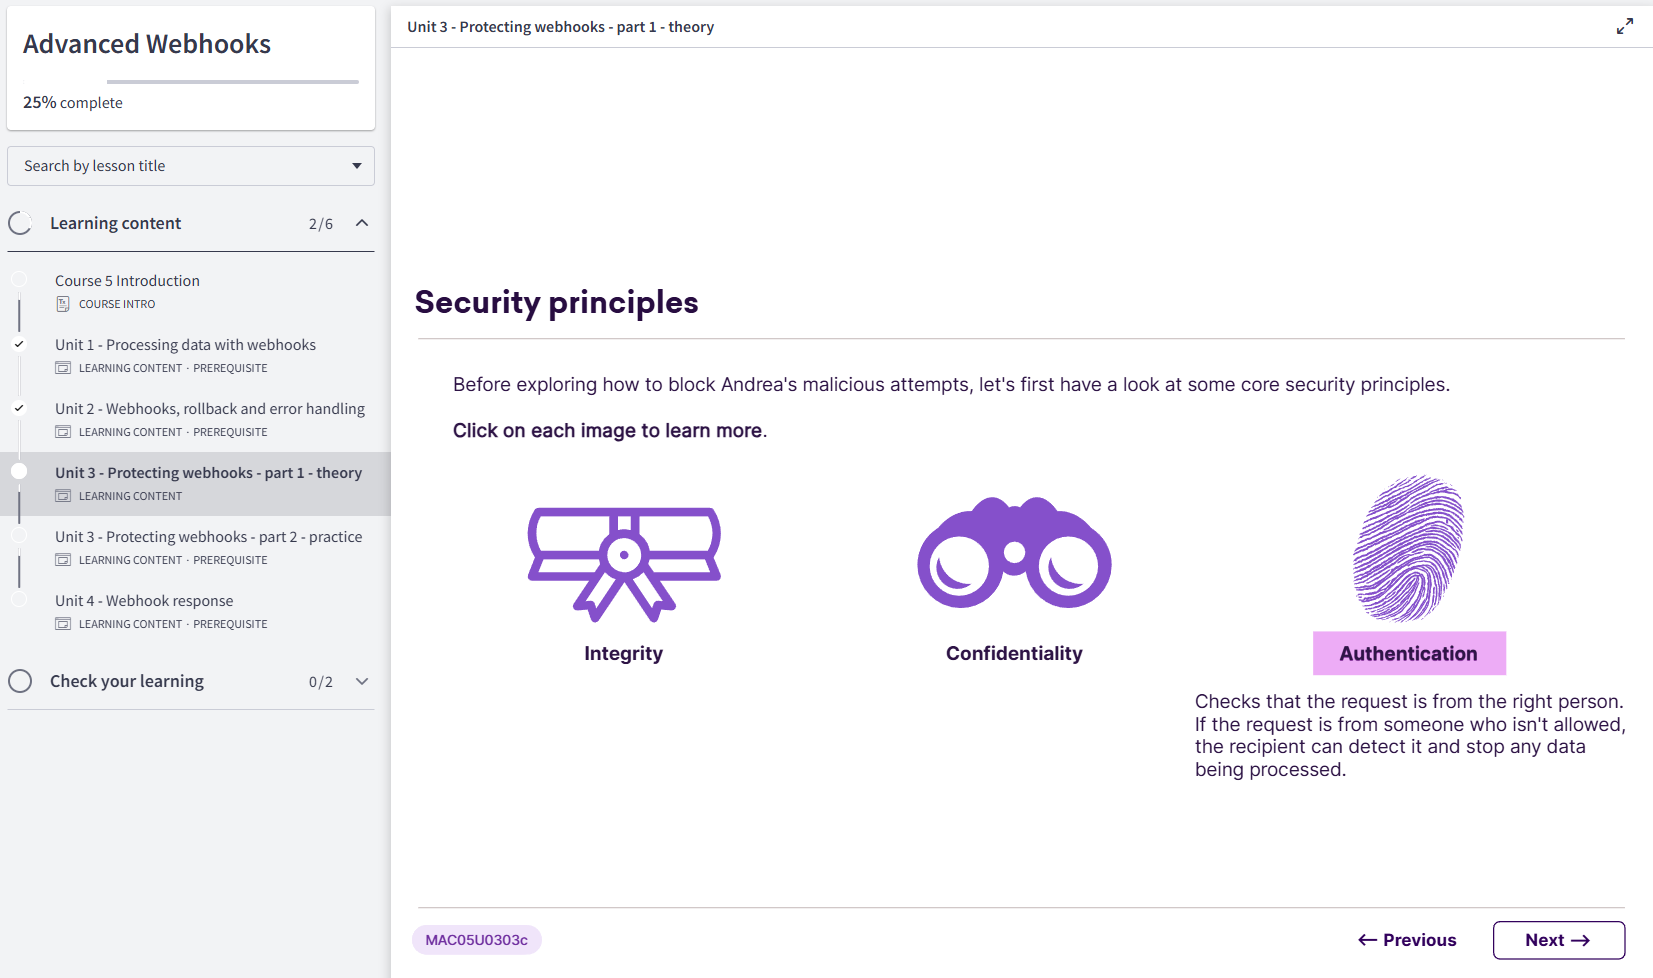 Advanced Webhooks
25% complete
Search by lesson title
Learning content 2/6
Course 5 Introduction
COURSE INTRO
Unit 1 - Processing data with webhooks
LEARNING CONTENT · PREREQUISITE
Unit 2 - Webhooks, rollback and error handling
LEARNING CONTENT · PREREQUISITE
Unit 3 - Protecting webhooks - part 1 - theory
LEARNING CONTENT
Unit 3 - Protecting webhooks - part 2 - practice
LEARNING CONTENT · PREREQUISITE
Unit 4 - Webhook response
LEARNING CONTENT · PREREQUISITE
Check your learning 0/2
Unit 3 - Protecting webhooks - part 1 - theory
Security principles
Before exploring how to block Andrea's malicious attempts, let's first have a look at some core security principles.
Click on each image to learn more.
Integrity
Confidentiality
Authentication
Checks that the request is from the right person.
If the request is from someone who isn't allowed,
the recipient can detect it and stop any data
being processed.
MAC05U0303c
← Previous
Next →